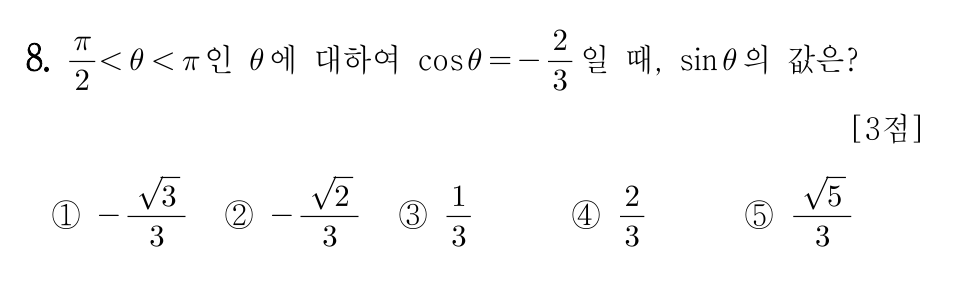 8. π/2 < θ < π인 θ에 대하여 cosθ = -2/3일 때, sinθ의 값은?
[3점]
① -√3/3 ② -√2/3 ③ 1/3 ④ 2/3 ⑤ √5/3